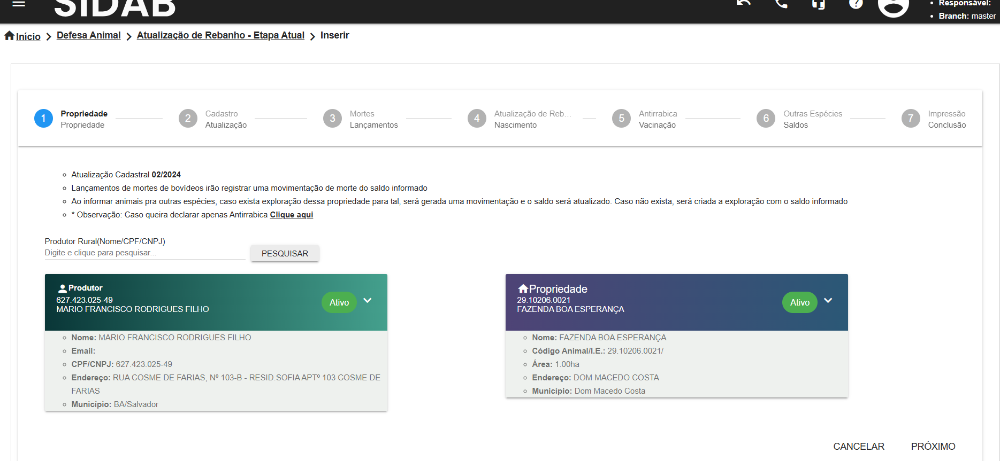 SIDAB
Responsável:
Branch: master
Início
Defesa Animal
Atualização de Rebanho - Etapa Atual
Inserir
1
Propriedade
Propriedade
2
Cadastro
Atualização
3
Mortes
Lançamentos
4
Atualização de Reb...
Nascimento
5
Antirrabica
Vacinação
6
Outras Espécies
Saldos
7
Impressão
Conclusão
Atualização Cadastral 02/2024
Lançamentos de mortes de bovídeos irão registrar uma movimentação de morte do saldo informado
Ao informar animais pra outras espécies, caso exista exploração dessa propriedade para tal, será gerada uma movimentação e o saldo será atualizado. Caso não exista, será criada a exploração com o saldo informado
* Observação: Caso queira declarar apenas Antirrabica Clique aqui
Produtor Rural(Nome/CPF/CNPJ)
Digite e clique para pesquisar...
PESQUISAR
Produtor
627.423.025-49
MARIO FRANCISCO RODRIGUES FILHO
Ativo
Nome: MARIO FRANCISCO RODRIGUES FILHO
Email:
CPF/CNPJ: 627.423.025-49
Endereço: RUA COSME DE FARIAS, Nº 103-B - RESID.SOFIA APTº 103 COSME DE
FARIAS
Município: BA/Salvador
Propriedade
29.10206.0021
FAZENDA BOA ESPERANÇA
Ativo
Nome: FAZENDA BOA ESPERANÇA
Código Animal/I.E.: 29.10206.0021/
Área: 1.00ha
Endereço: DOM MACEDO COSTA
Município: Dom Macedo Costa
CANCELAR
PRÓXIMO